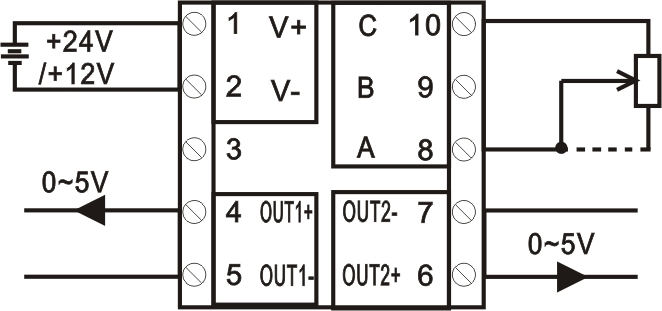 +24V
/+12V
1 V+ C 10
2 V- B 9
3 A 8
0~5V
4 OUT1+ OUT2- 7
0~5V
5 OUT1- OUT2+ 6